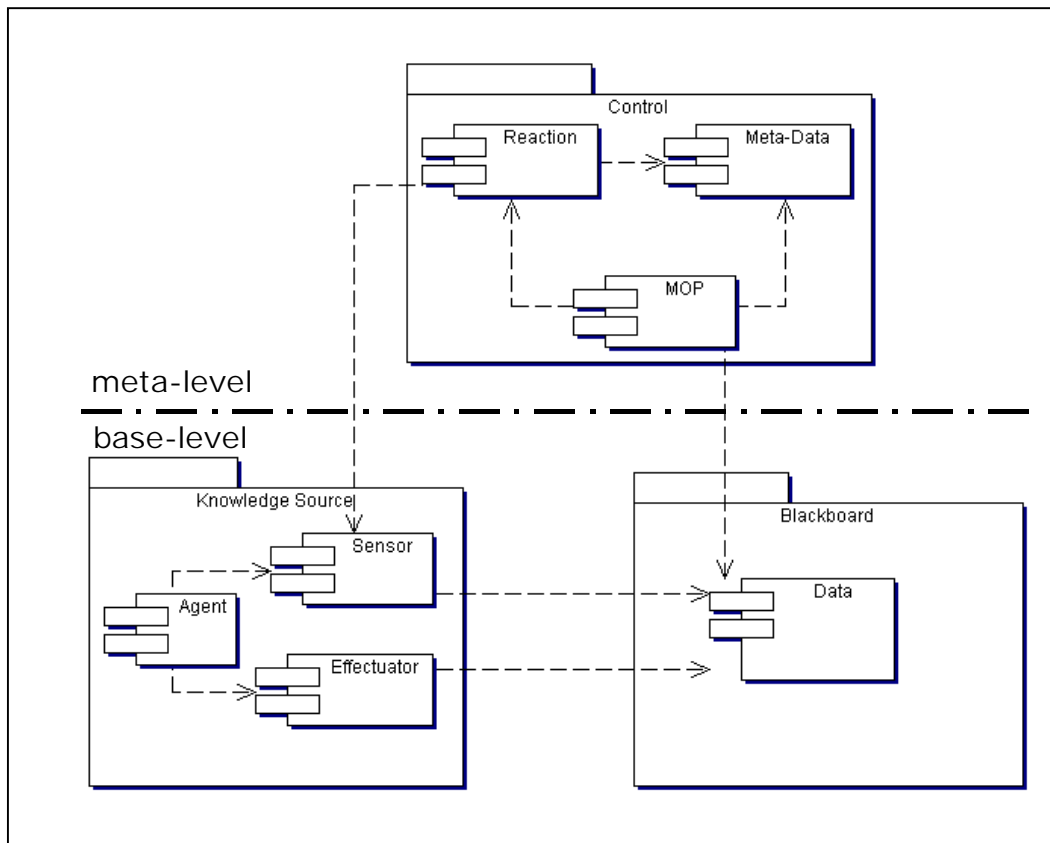 Control
Reaction
Meta-Data
MOP
meta-level
base-level
Knowledge Source
Blackboard
Sensor
Data
Agent
Effectuator